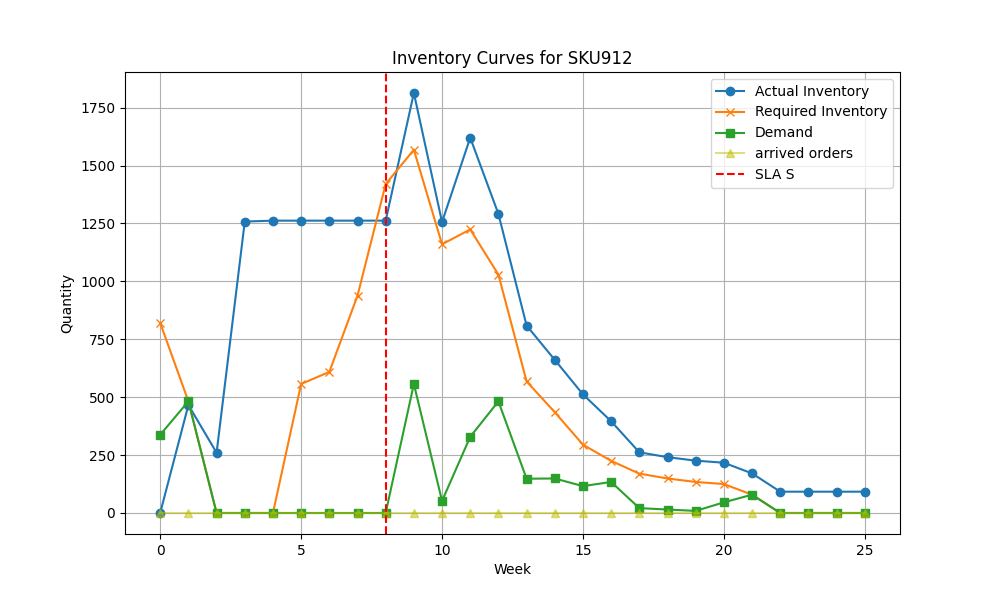 Inventory Curves for SKU912
Actual Inventory
Required Inventory
Demand
arrived orders
SLA S
Quantity
1750
1500
1250
1000
750
500
250
0
0 5 10 15 20 25
Week